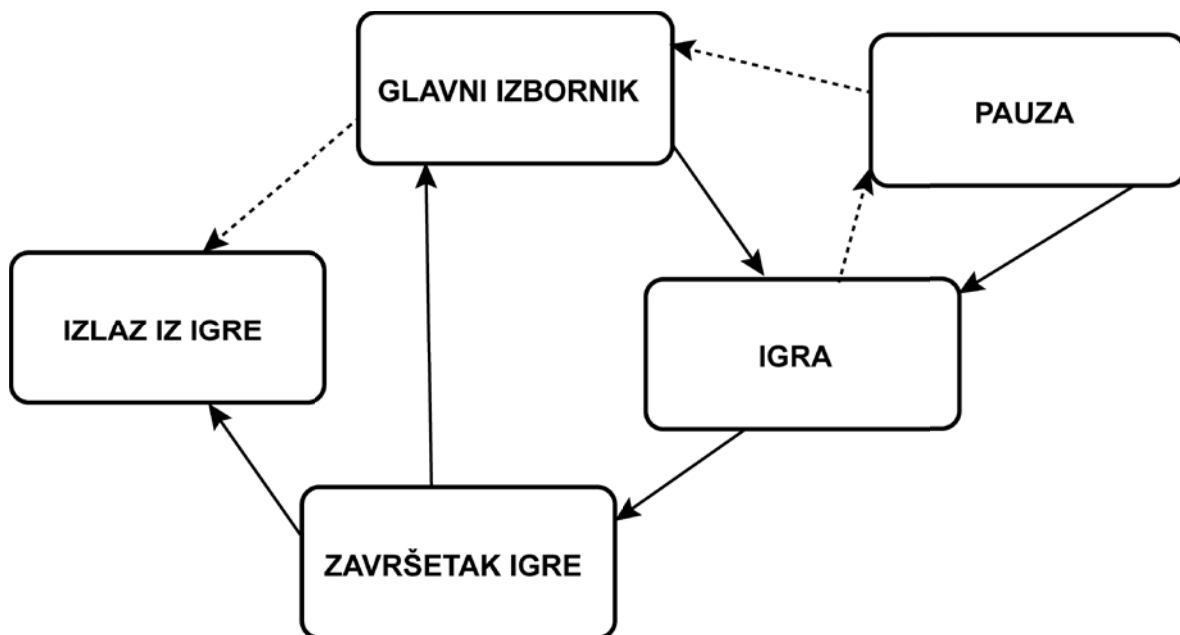 GLAVNI IZBORNIK
PAUZA
IZLAZ IZ IGRE
IGRA
ZAVRŠETAK IGRE